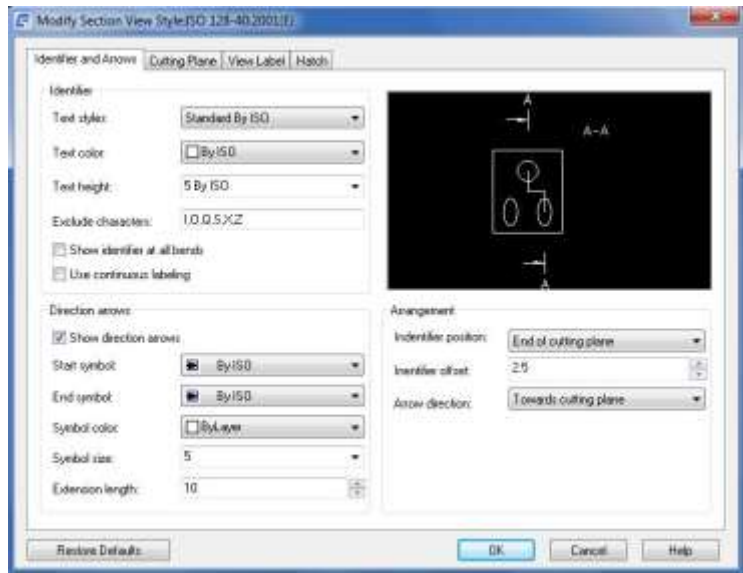 Modify Section View Style:ISO 128-40:2001(E)
Identifier and Arrows
Cutting Plane
View Label
Hatch
Identifier
Text styles:
Standard By ISO
Text color:
By ISO
Text height:
5 By ISO
Exclude characters:
I,O,Q,S,X,Z
Show identifier at all bends
Use continuous labeling
A
A-A
A
Direction arrows
Show direction arrows
Start symbol:
By ISO
End symbol:
By ISO
Symbol color:
ByLayer
Symbol size:
5
Extension length:
10
Arrangement
Indentifier position:
End of cutting plane
Inentifier offset:
2.5
Arrow direction:
Towards cutting plane
Restore Defaults
OK
Cancel
Help